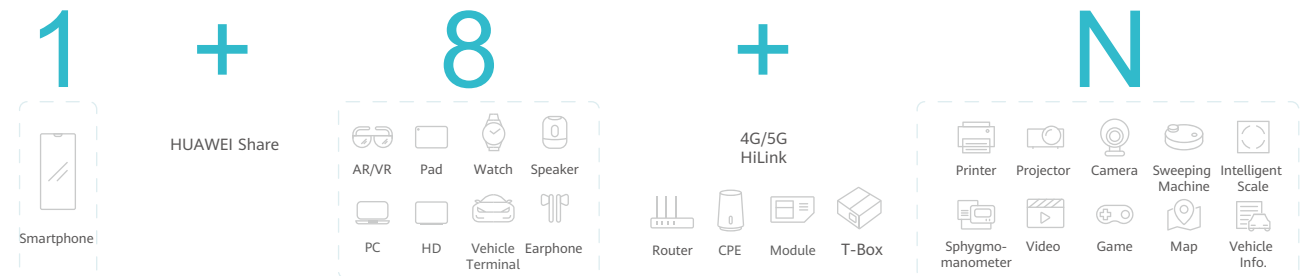 1 + 8 + N
HUAWEI Share
4G/5G
HiLink
Smartphone
AR/VR Pad Watch Speaker
PC HD Vehicle Terminal Earphone
Router CPE Module T-Box
Printer Projector Camera Sweeping Machine Intelligent Scale
Sphygmo-
manometer Video Game Map Vehicle Info.